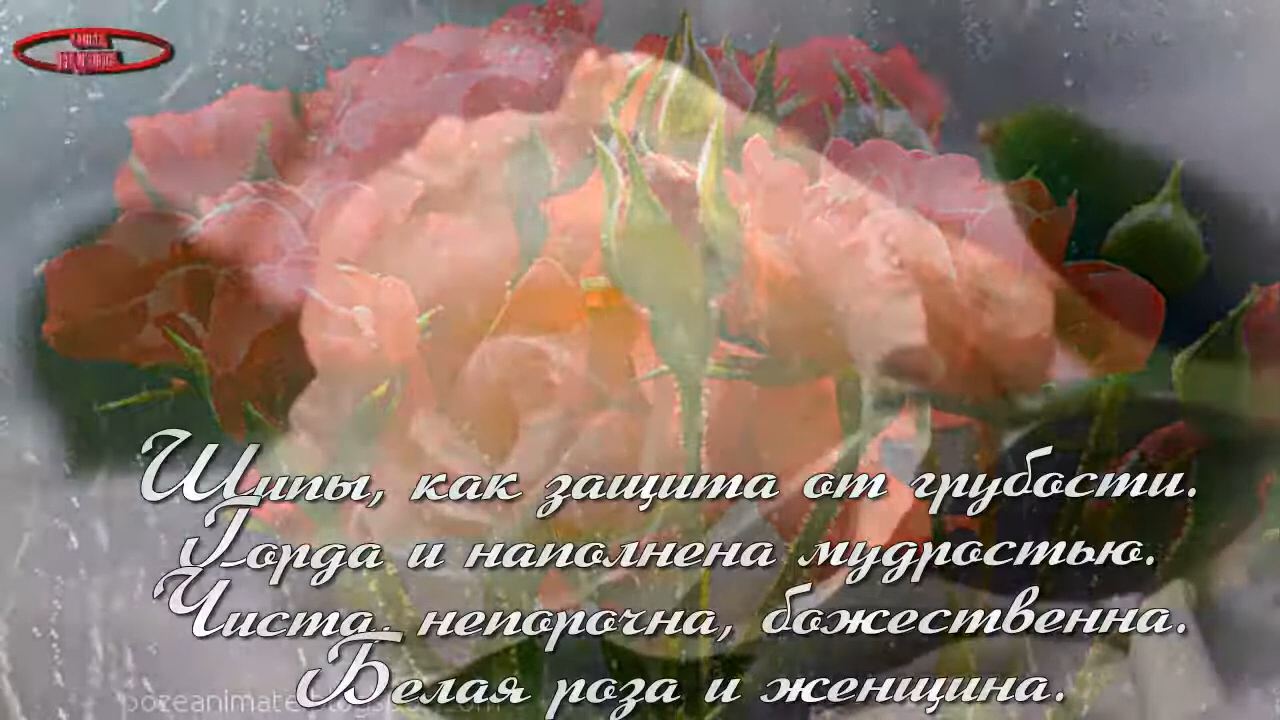 Шипы, как защита от грубости.
Горда и наполнена мудростью.
Чиста, непорочна, божественна.
Белая роза и женщина.